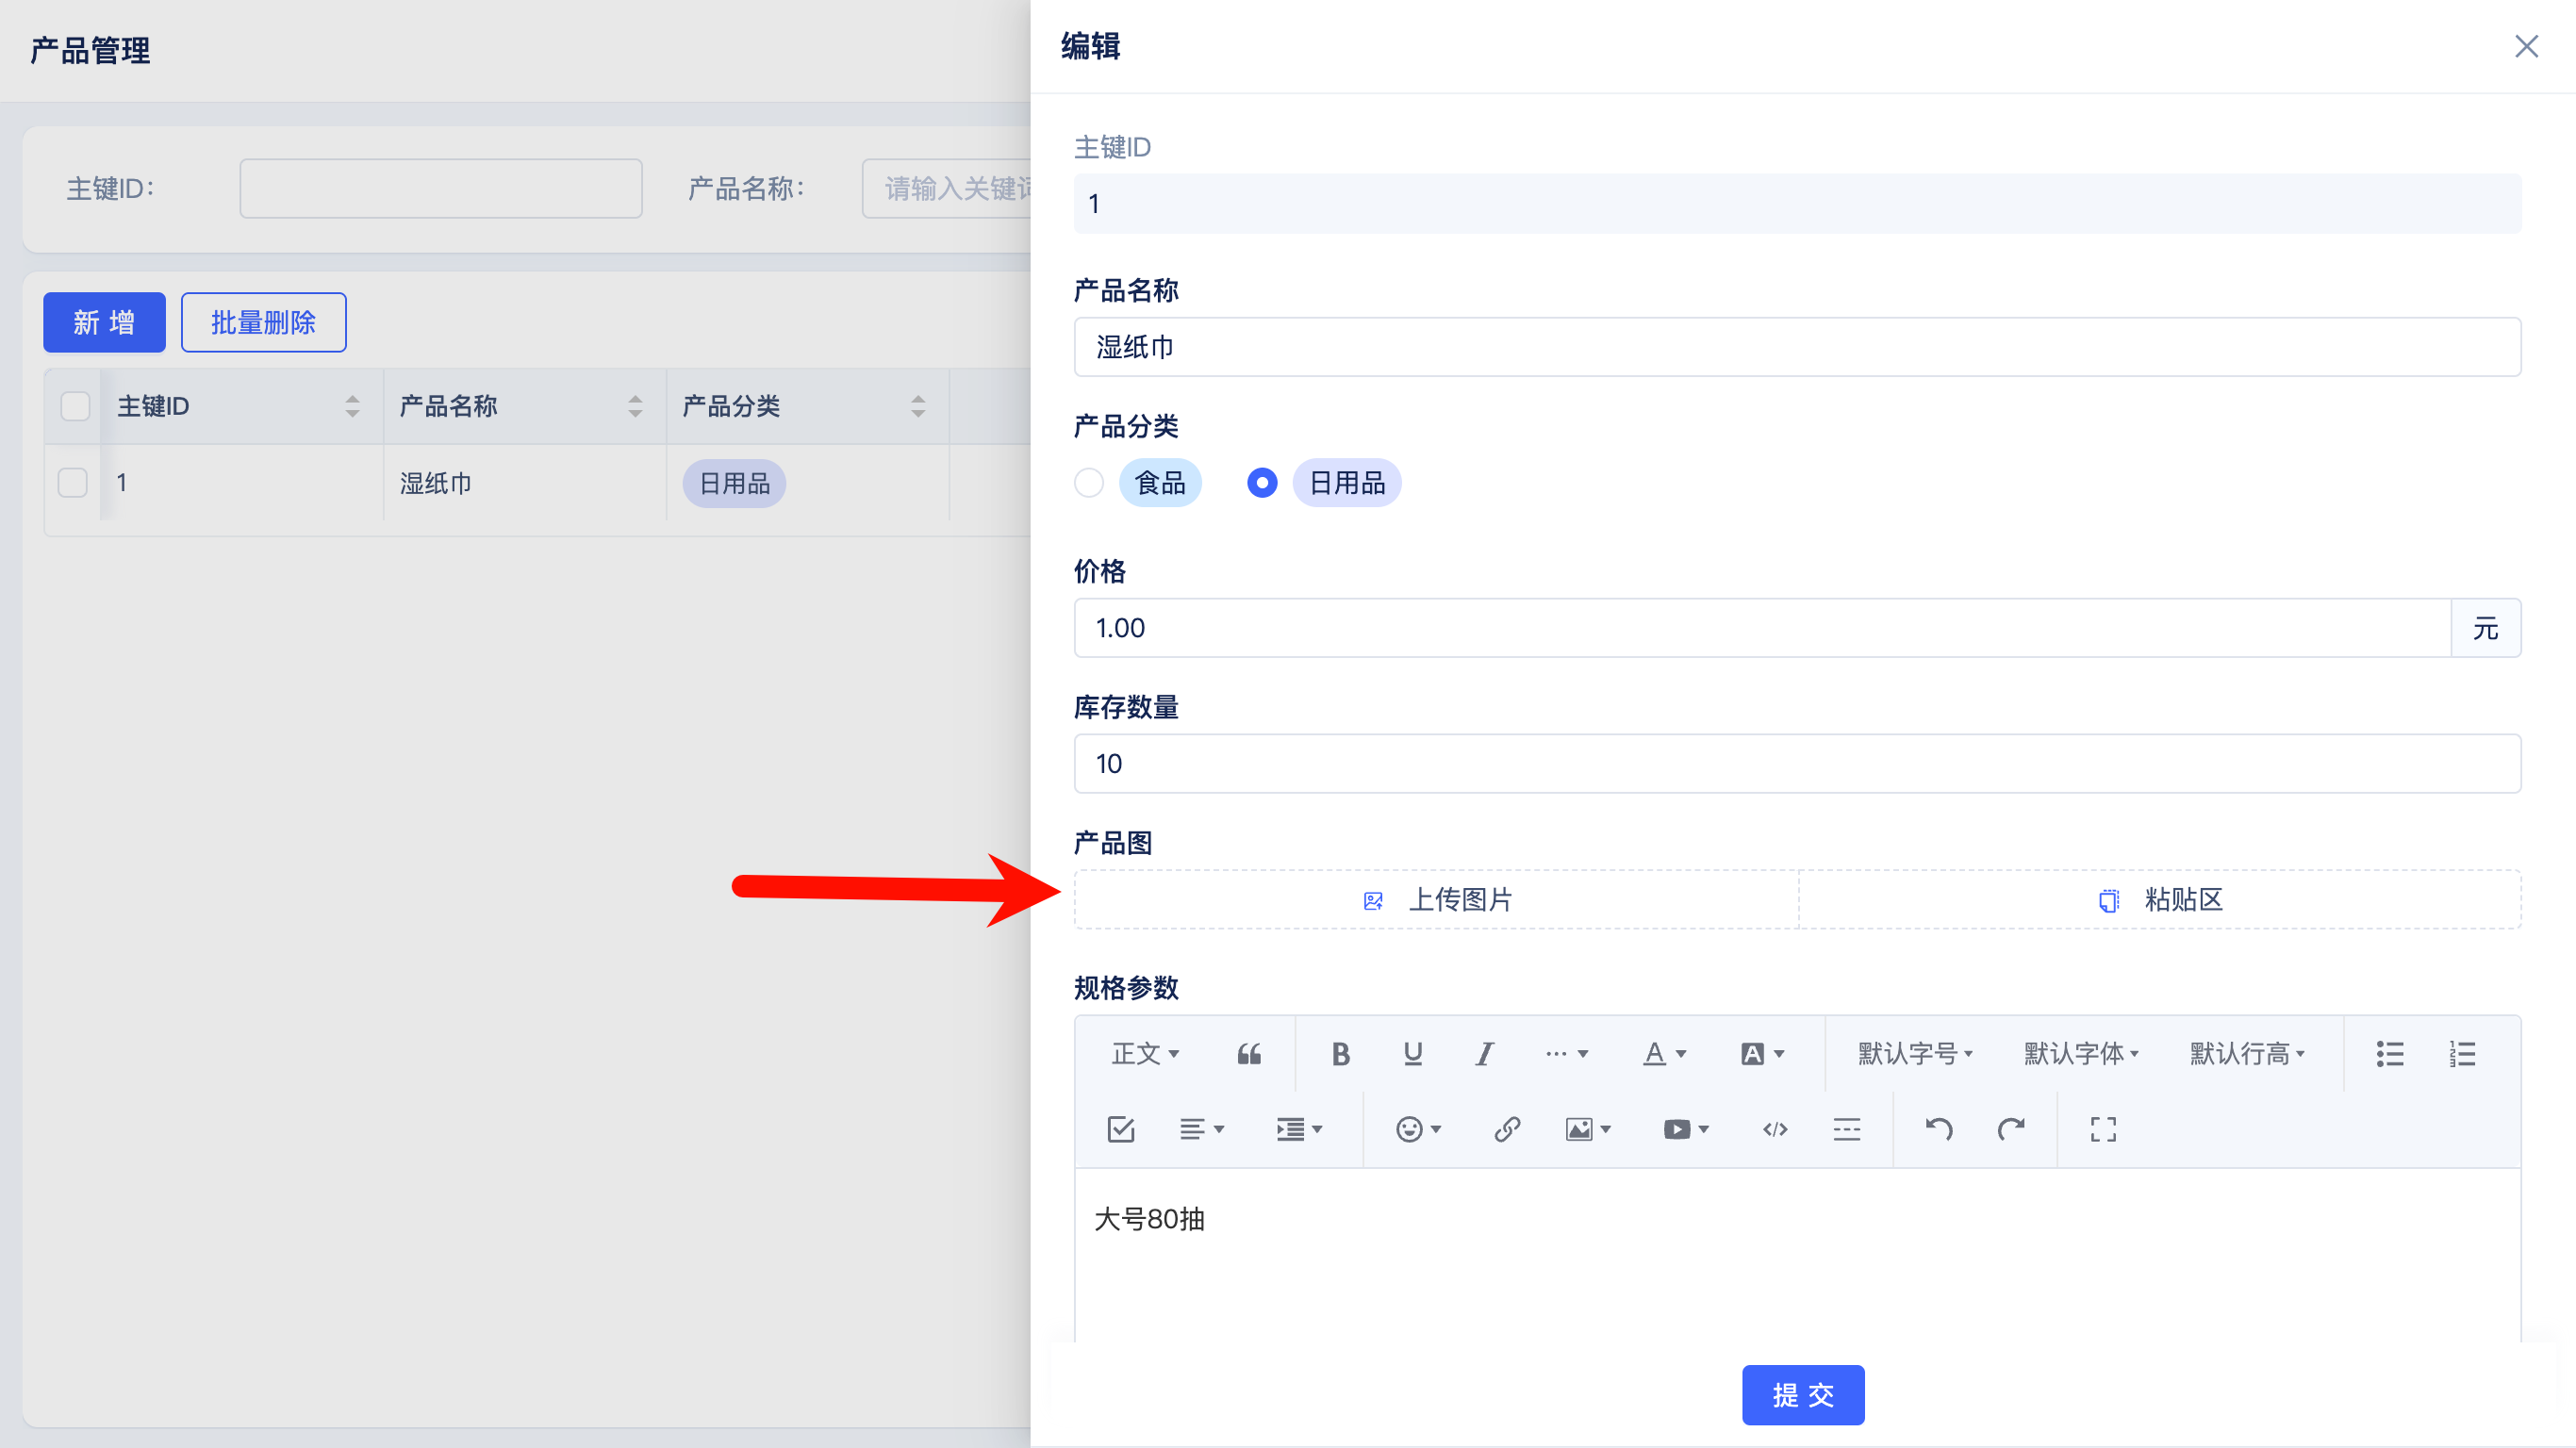 产品管理
主键ID：
产品名称：
请输入关键词
新 增
批量删除
主键ID
产品名称
产品分类
1
湿纸巾
日用品
编辑
主键ID
1
产品名称
湿纸巾
产品分类
食品
日用品
价格
1.00
元
库存数量
10
产品图
上传图片
粘贴区
规格参数
正文
默认字号
默认字体
默认行高
大号80抽
提 交